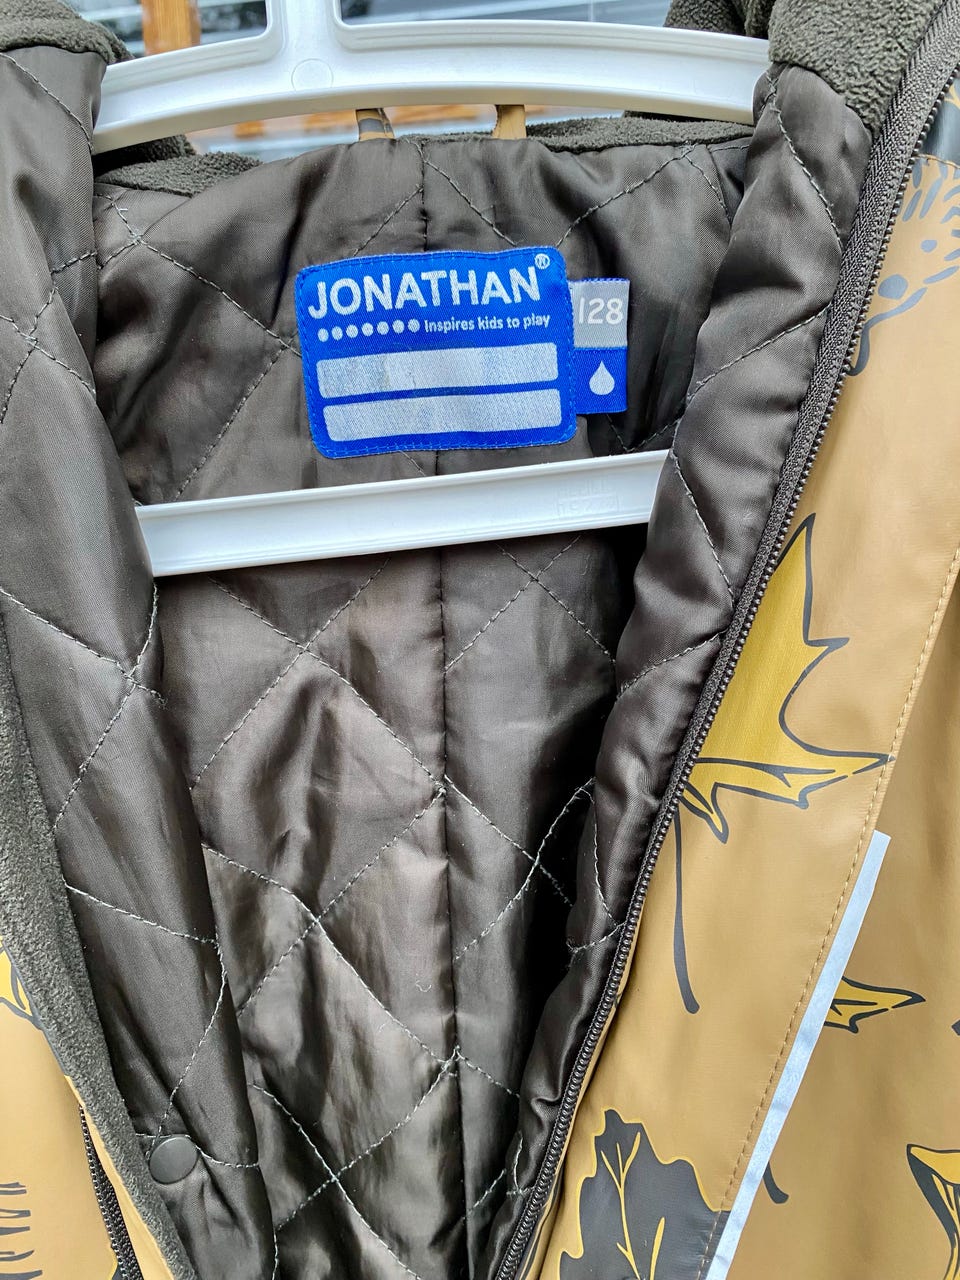 JONATHAN®
Inspires kids to play
128